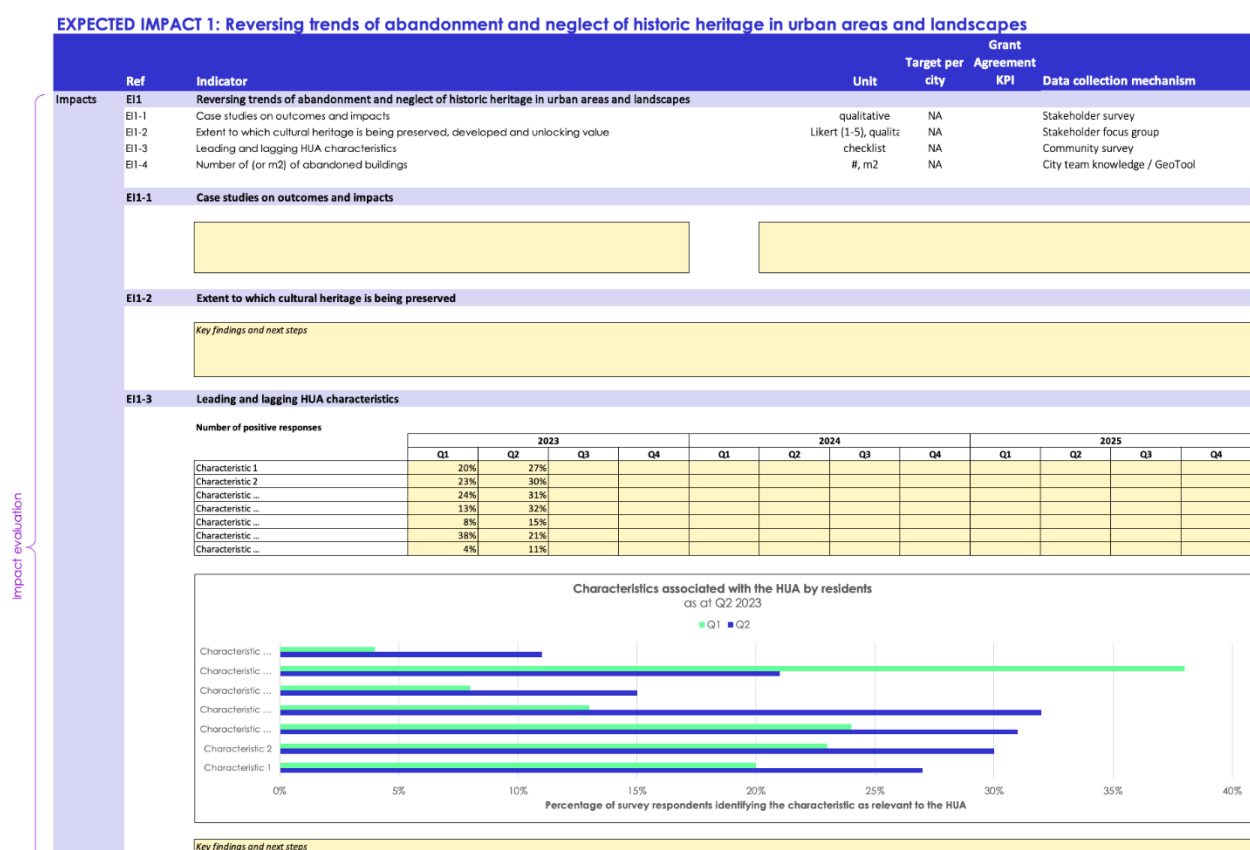 EXPECTED IMPACT 1: Reversing trends of abandonment and neglect of historic heritage in urban areas and landscapes
Ref Indicator Unit Target per city Grant Agreement KPI Data collection mechanism
Impacts EI1 Reversing trends of abandonment and neglect of historic heritage in urban areas and landscapes
EI1-1 Case studies on outcomes and impacts qualitative NA Stakeholder survey
EI1-2 Extent to which cultural heritage is being preserved, developed and unlocking value Likert (1-5), qualita NA Stakeholder focus group
EI1-3 Leading and lagging HUA characteristics checklist NA Community survey
EI1-4 Number of (or m2) of abandoned buildings #, m2 NA City team knowledge / GeoTool
EI1-1 Case studies on outcomes and impacts
EI1-2 Extent to which cultural heritage is being preserved
Key findings and next steps
EI1-3 Leading and lagging HUA characteristics
Number of positive responses
2023 2024 2025
Q1 Q2 Q3 Q4 Q1 Q2 Q3 Q4 Q1 Q2 Q3 Q4
Characteristic 1 20% 27%
Characteristic 2 23% 30%
Characteristic ... 24% 31%
Characteristic ... 13% 32%
Characteristic ... 8% 15%
Characteristic ... 38% 21%
Characteristic ... 4% 11%
Impact evaluation
Characteristics associated with the HUA by residents
as at Q2 2023
Q1 Q2
Characteristic ...
Characteristic ...
Characteristic ...
Characteristic ...
Characteristic ...
Characteristic 2
Characteristic 1
0% 5% 10% 15% 20% 25% 30% 35% 40%
Percentage of survey respondents identifying the characteristic as relevant to the HUA
Key findings and next steps